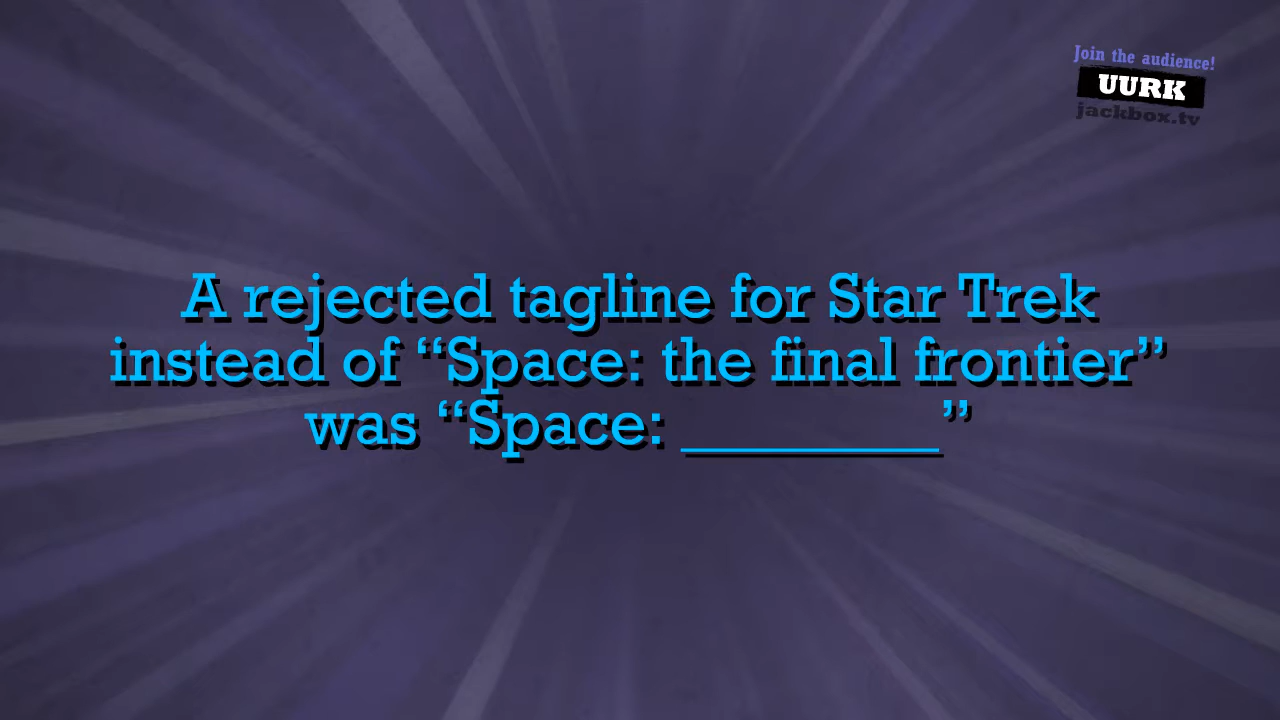 Join the audience!
UURK
jackbox.tv
A rejected tagline for Star Trek
instead of “Space: the final frontier”
was “Space: _________”